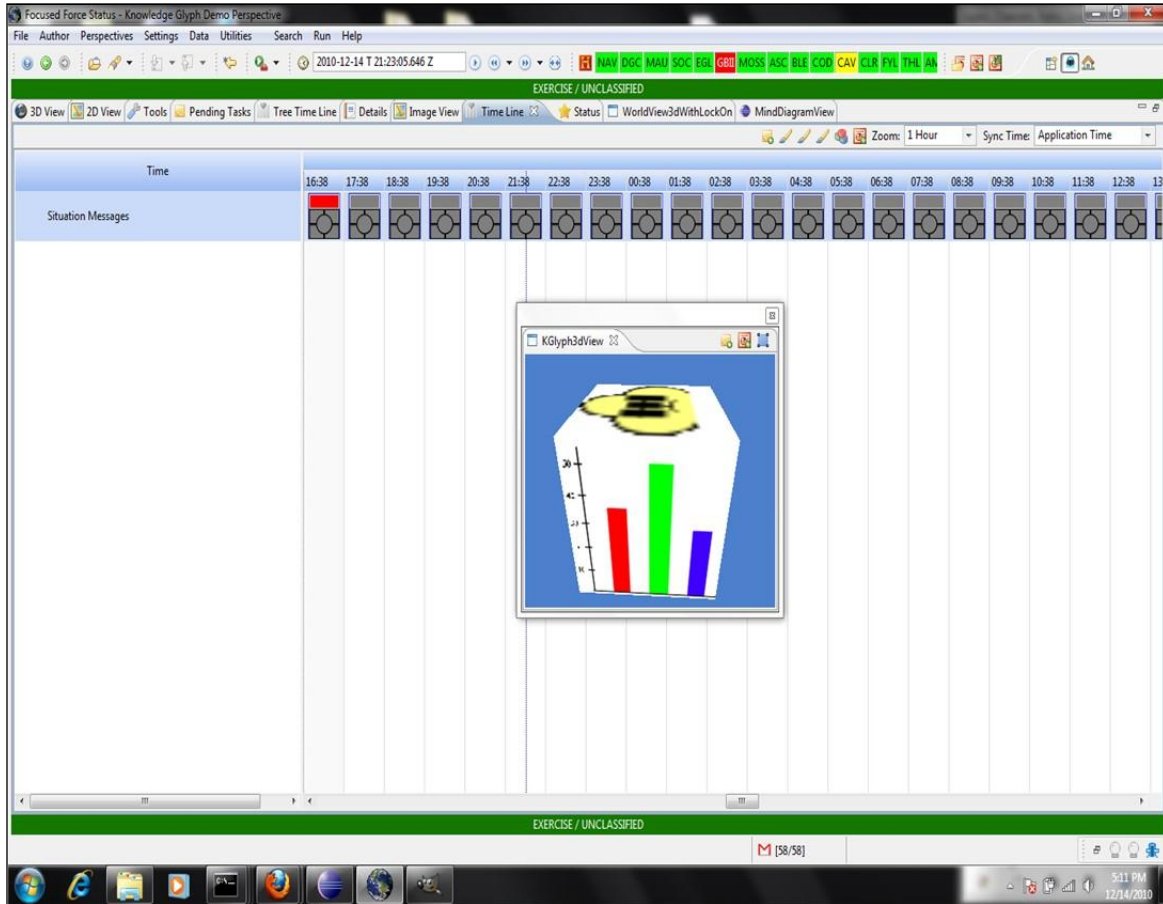 Focused Force Status - Knowledge Glyph Demo Perspective
File Author Perspectives Settings Data Utilities Search Run Help
2010-12-14 T 21:23:05.646 Z NAV DGC MAU SOC EGL GBII MOSS ASC BLE COD CAV CLR FYL THL AN
EXERCISE / UNCLASSIFIED
3D View 2D View Tools Pending Tasks Tree Time Line Details Image View Time Line Status WorldView3dWithLockOn MindDiagramView
Zoom: 1 Hour Sync Time: Application Time
Time
16:38 17:38 18:38 19:38 20:38 21:38 22:38 23:38 00:38 01:38 02:38 03:38 04:38 05:38 06:38 07:38 08:38 09:38 10:38 11:38 12:38 13
Situation Messages
KGlyph3dView
EXERCISE / UNCLASSIFIED
[58/58]
5:11 PM
12/14/2010